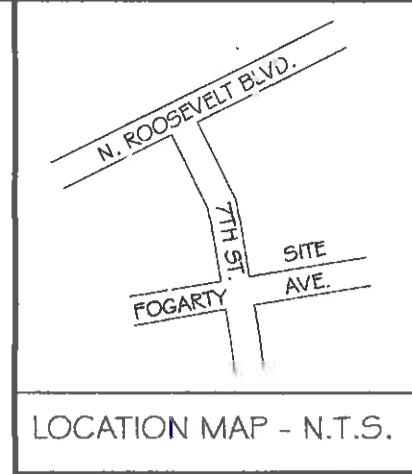 N. ROOSEVELT BLVD.
7TH ST.
SITE
FOGARTY AVE.
LOCATION MAP - N.T.S.